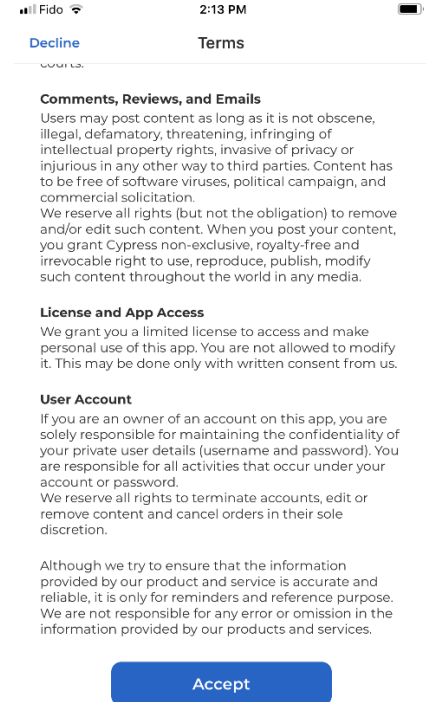 Fido 2:13 PM
Decline Terms
courts.
Comments, Reviews, and Emails
Users may post content as long as it is not obscene,
illegal, defamatory, threatening, infringing of
intellectual property rights, invasive of privacy or
injurious in any other way to third parties. Content has
to be free of software viruses, political campaign, and
commercial solicitation.
We reserve all rights (but not the obligation) to remove
and/or edit such content. When you post your content,
you grant Cypress non-exclusive, royalty-free and
irrevocable right to use, reproduce, publish, modify
such content throughout the world in any media.
License and App Access
We grant you a limited license to access and make
personal use of this app. You are not allowed to modify
it. This may be done only with written consent from us.
User Account
If you are an owner of an account on this app, you are
solely responsible for maintaining the confidentiality of
your private user details (username and password). You
are responsible for all activities that occur under your
account or password.
We reserve all rights to terminate accounts, edit or
remove content and cancel orders in their sole
discretion.
Although we try to ensure that the information
provided by our product and service is accurate and
reliable, it is only for reminders and reference purpose.
We are not responsible for any error or omission in the
information provided by our products and services.
Accept